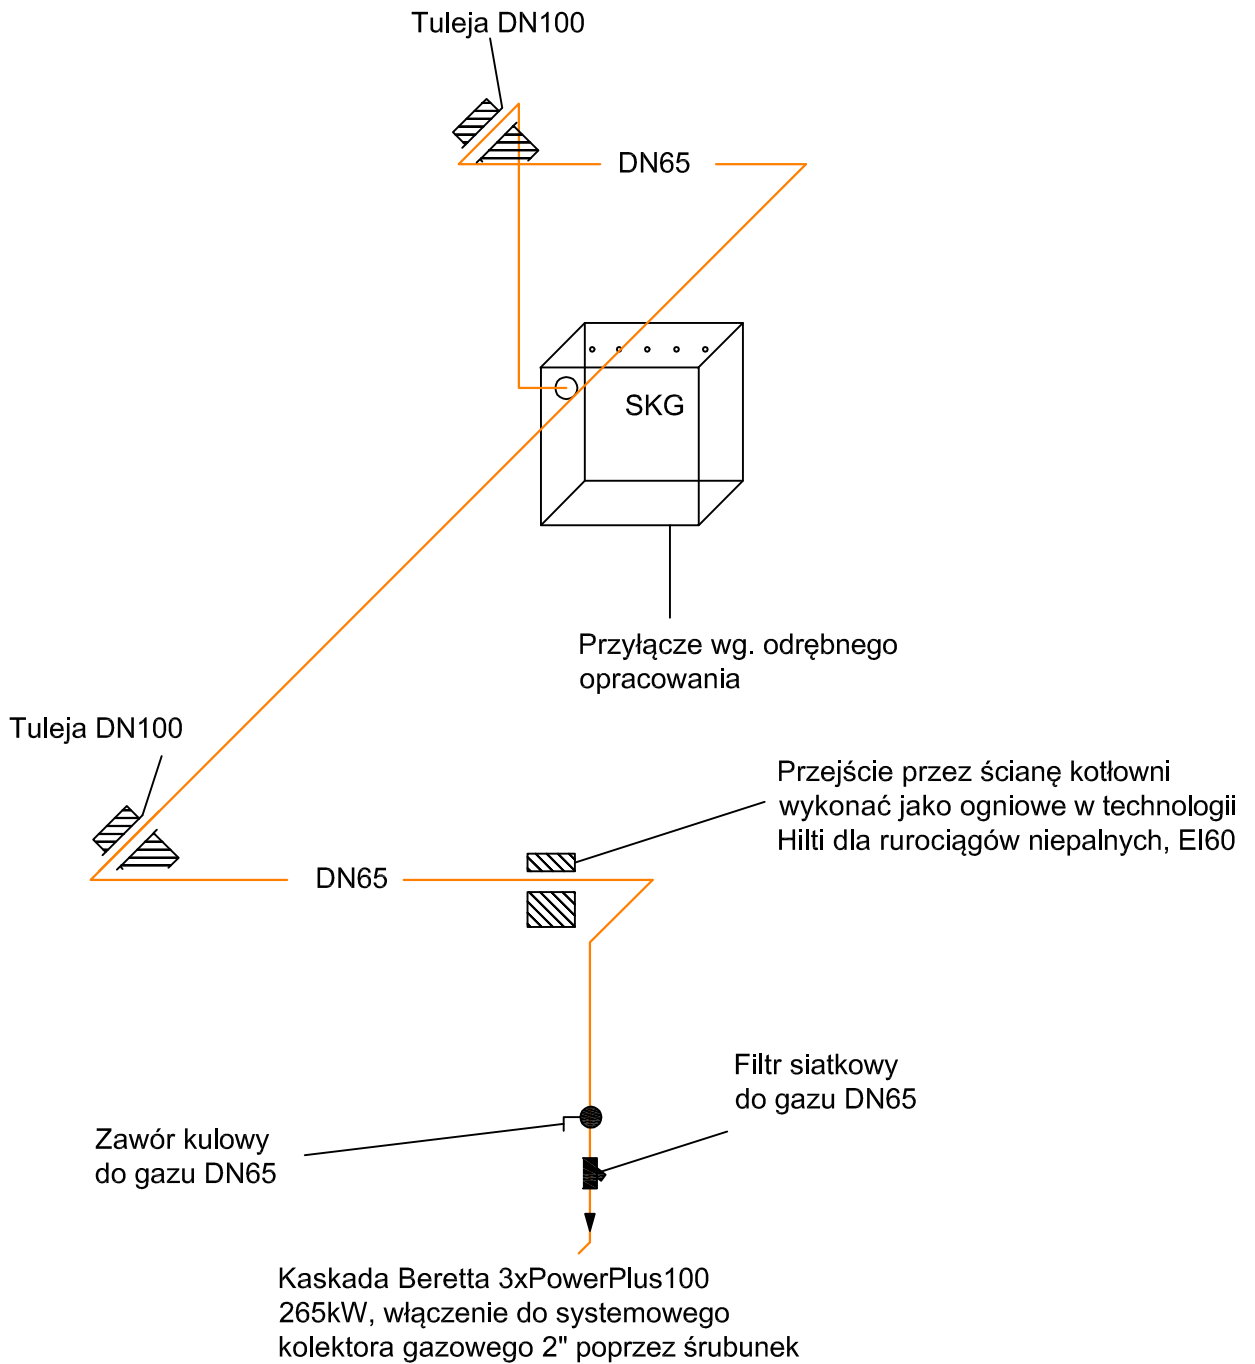 Tuleja DN100
DN65
SKG
Przyłącze wg. odrębnego
opracowania
Tuleja DN100
Przejście przez ścianę kotłowni
wykonać jako ogniowe w technologii
Hilti dla rurociągów niepalnych, EI60
DN65
Filtr siatkowy
do gazu DN65
Zawór kulowy
do gazu DN65
Kaskada Beretta 3xPowerPlus100
265kW, włączenie do systemowego
kolektora gazowego 2" poprzez śrubunek